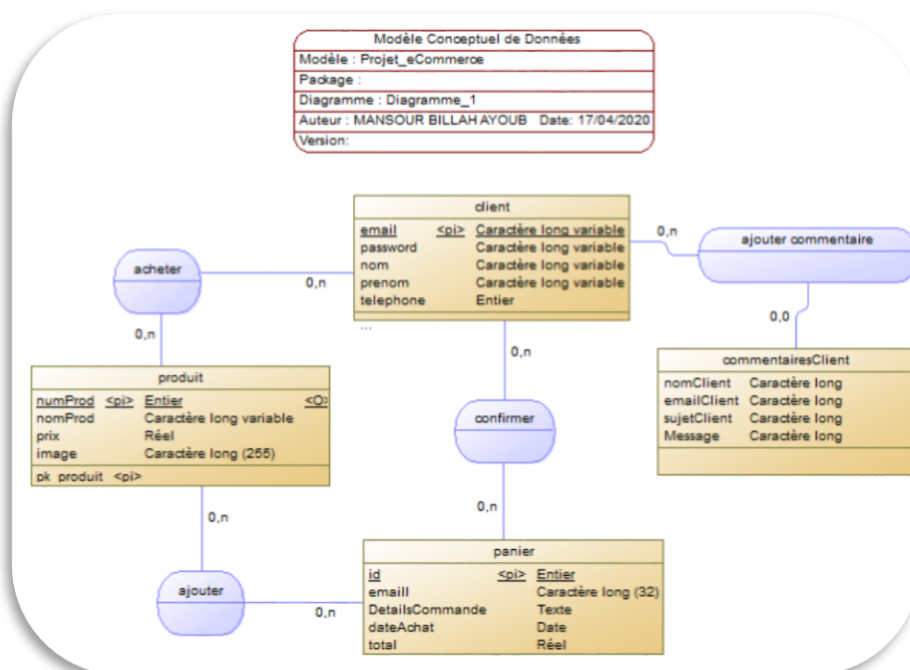 Modèle Conceptuel de Données
Modèle : Projet_eCommerce
Package :
Diagramme : Diagramme_1
Auteur : MANSOUR BILLAH AYOUB Date: 17/04/2020
Version:
client
email <pi> Caractère long variable
password Caractère long variable
nom Caractère long variable
prenom Caractère long variable
telephone Entier
...
0,n
ajouter commentaire
acheter
0,n
0,n
0,0
0,n
commentairesClient
nomClient Caractère long
emailClient Caractère long
sujetClient Caractère long
Message Caractère long
produit
numProd <pi> Entier <O>
nomProd Caractère long variable
prix Réel
image Caractère long (255)
pk_produit <pi>
confirmer
0,n
0,n
panier
id <pi> Entier
emaill Caractère long (32)
DetailsCommande Texte
dateAchat Date
total Réel
ajouter
0,n